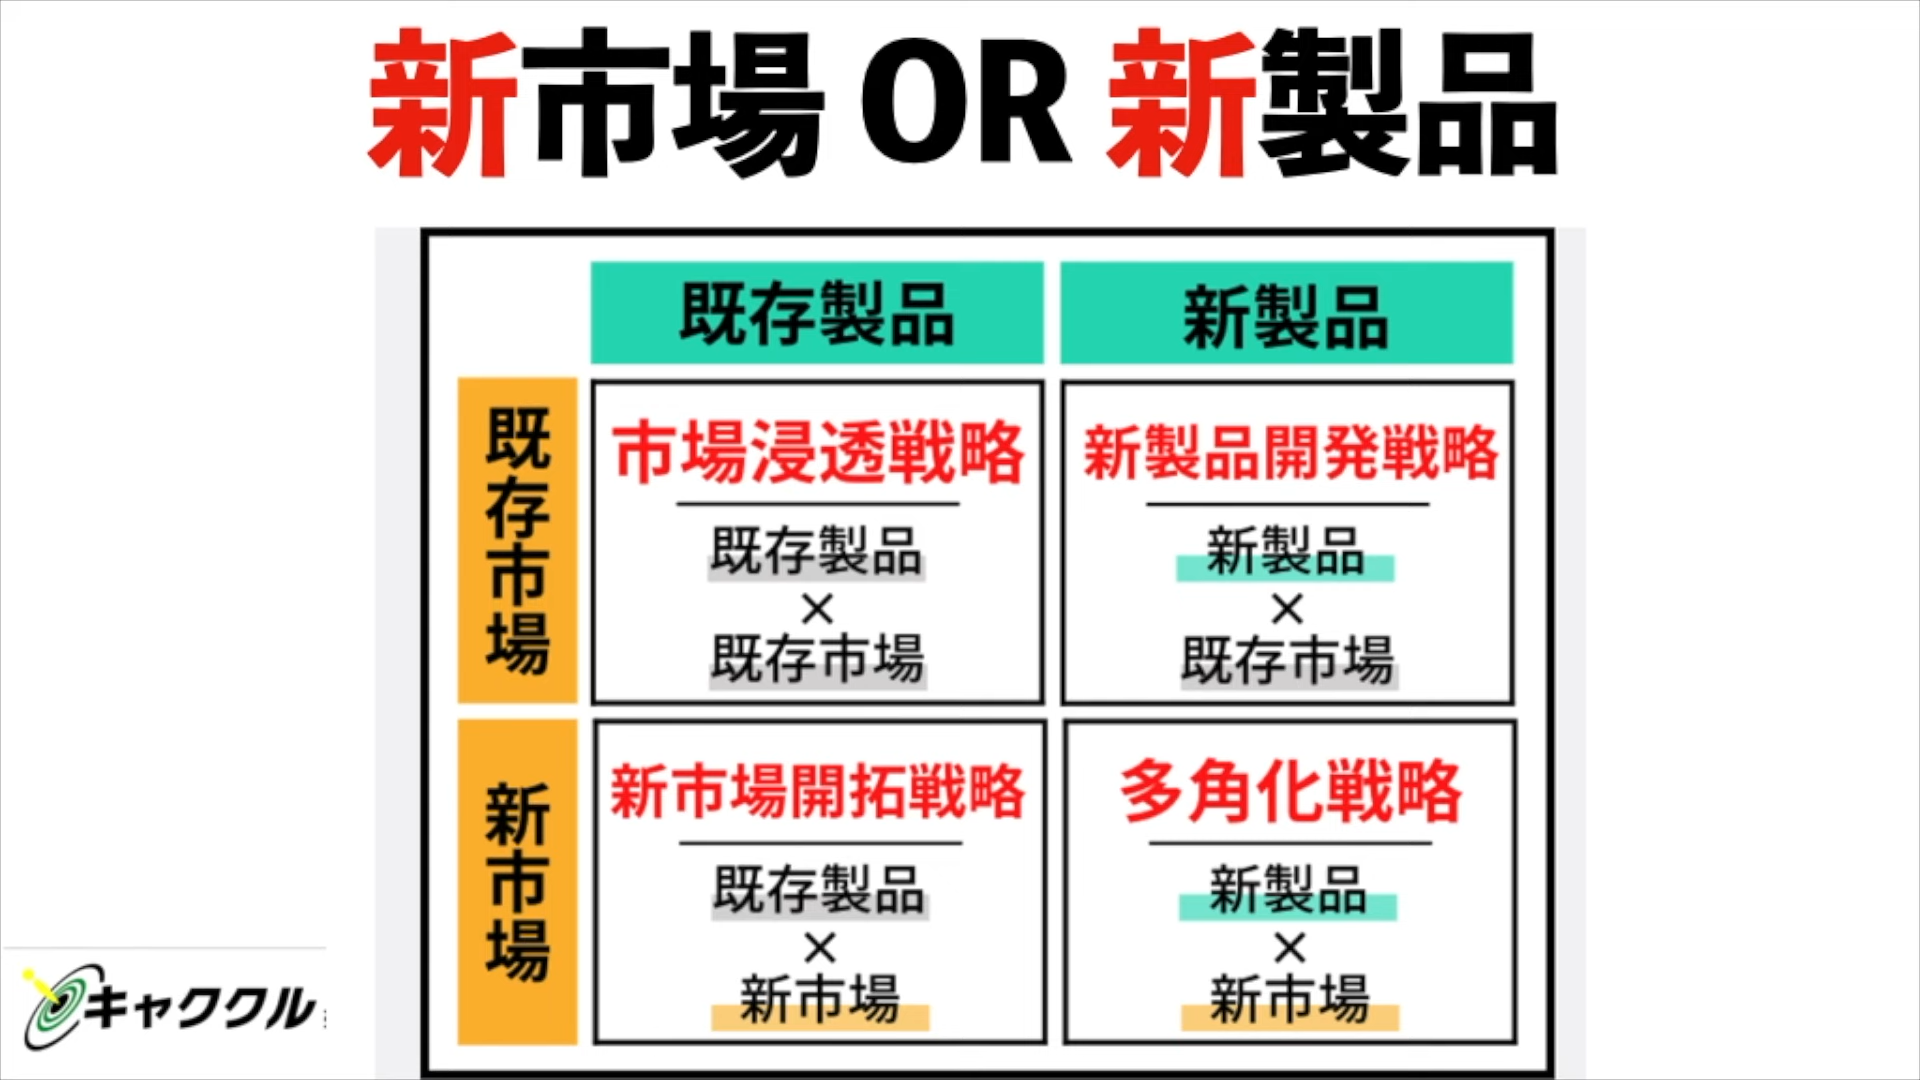 新市場 OR 新製品
既存製品
新製品
既存市場
市場浸透戦略
既存製品
×
既存市場
新製品開発戦略
新製品
×
既存市場
新市場
新市場開拓戦略
既存製品
×
新市場
多角化戦略
新製品
×
新市場
キャククル